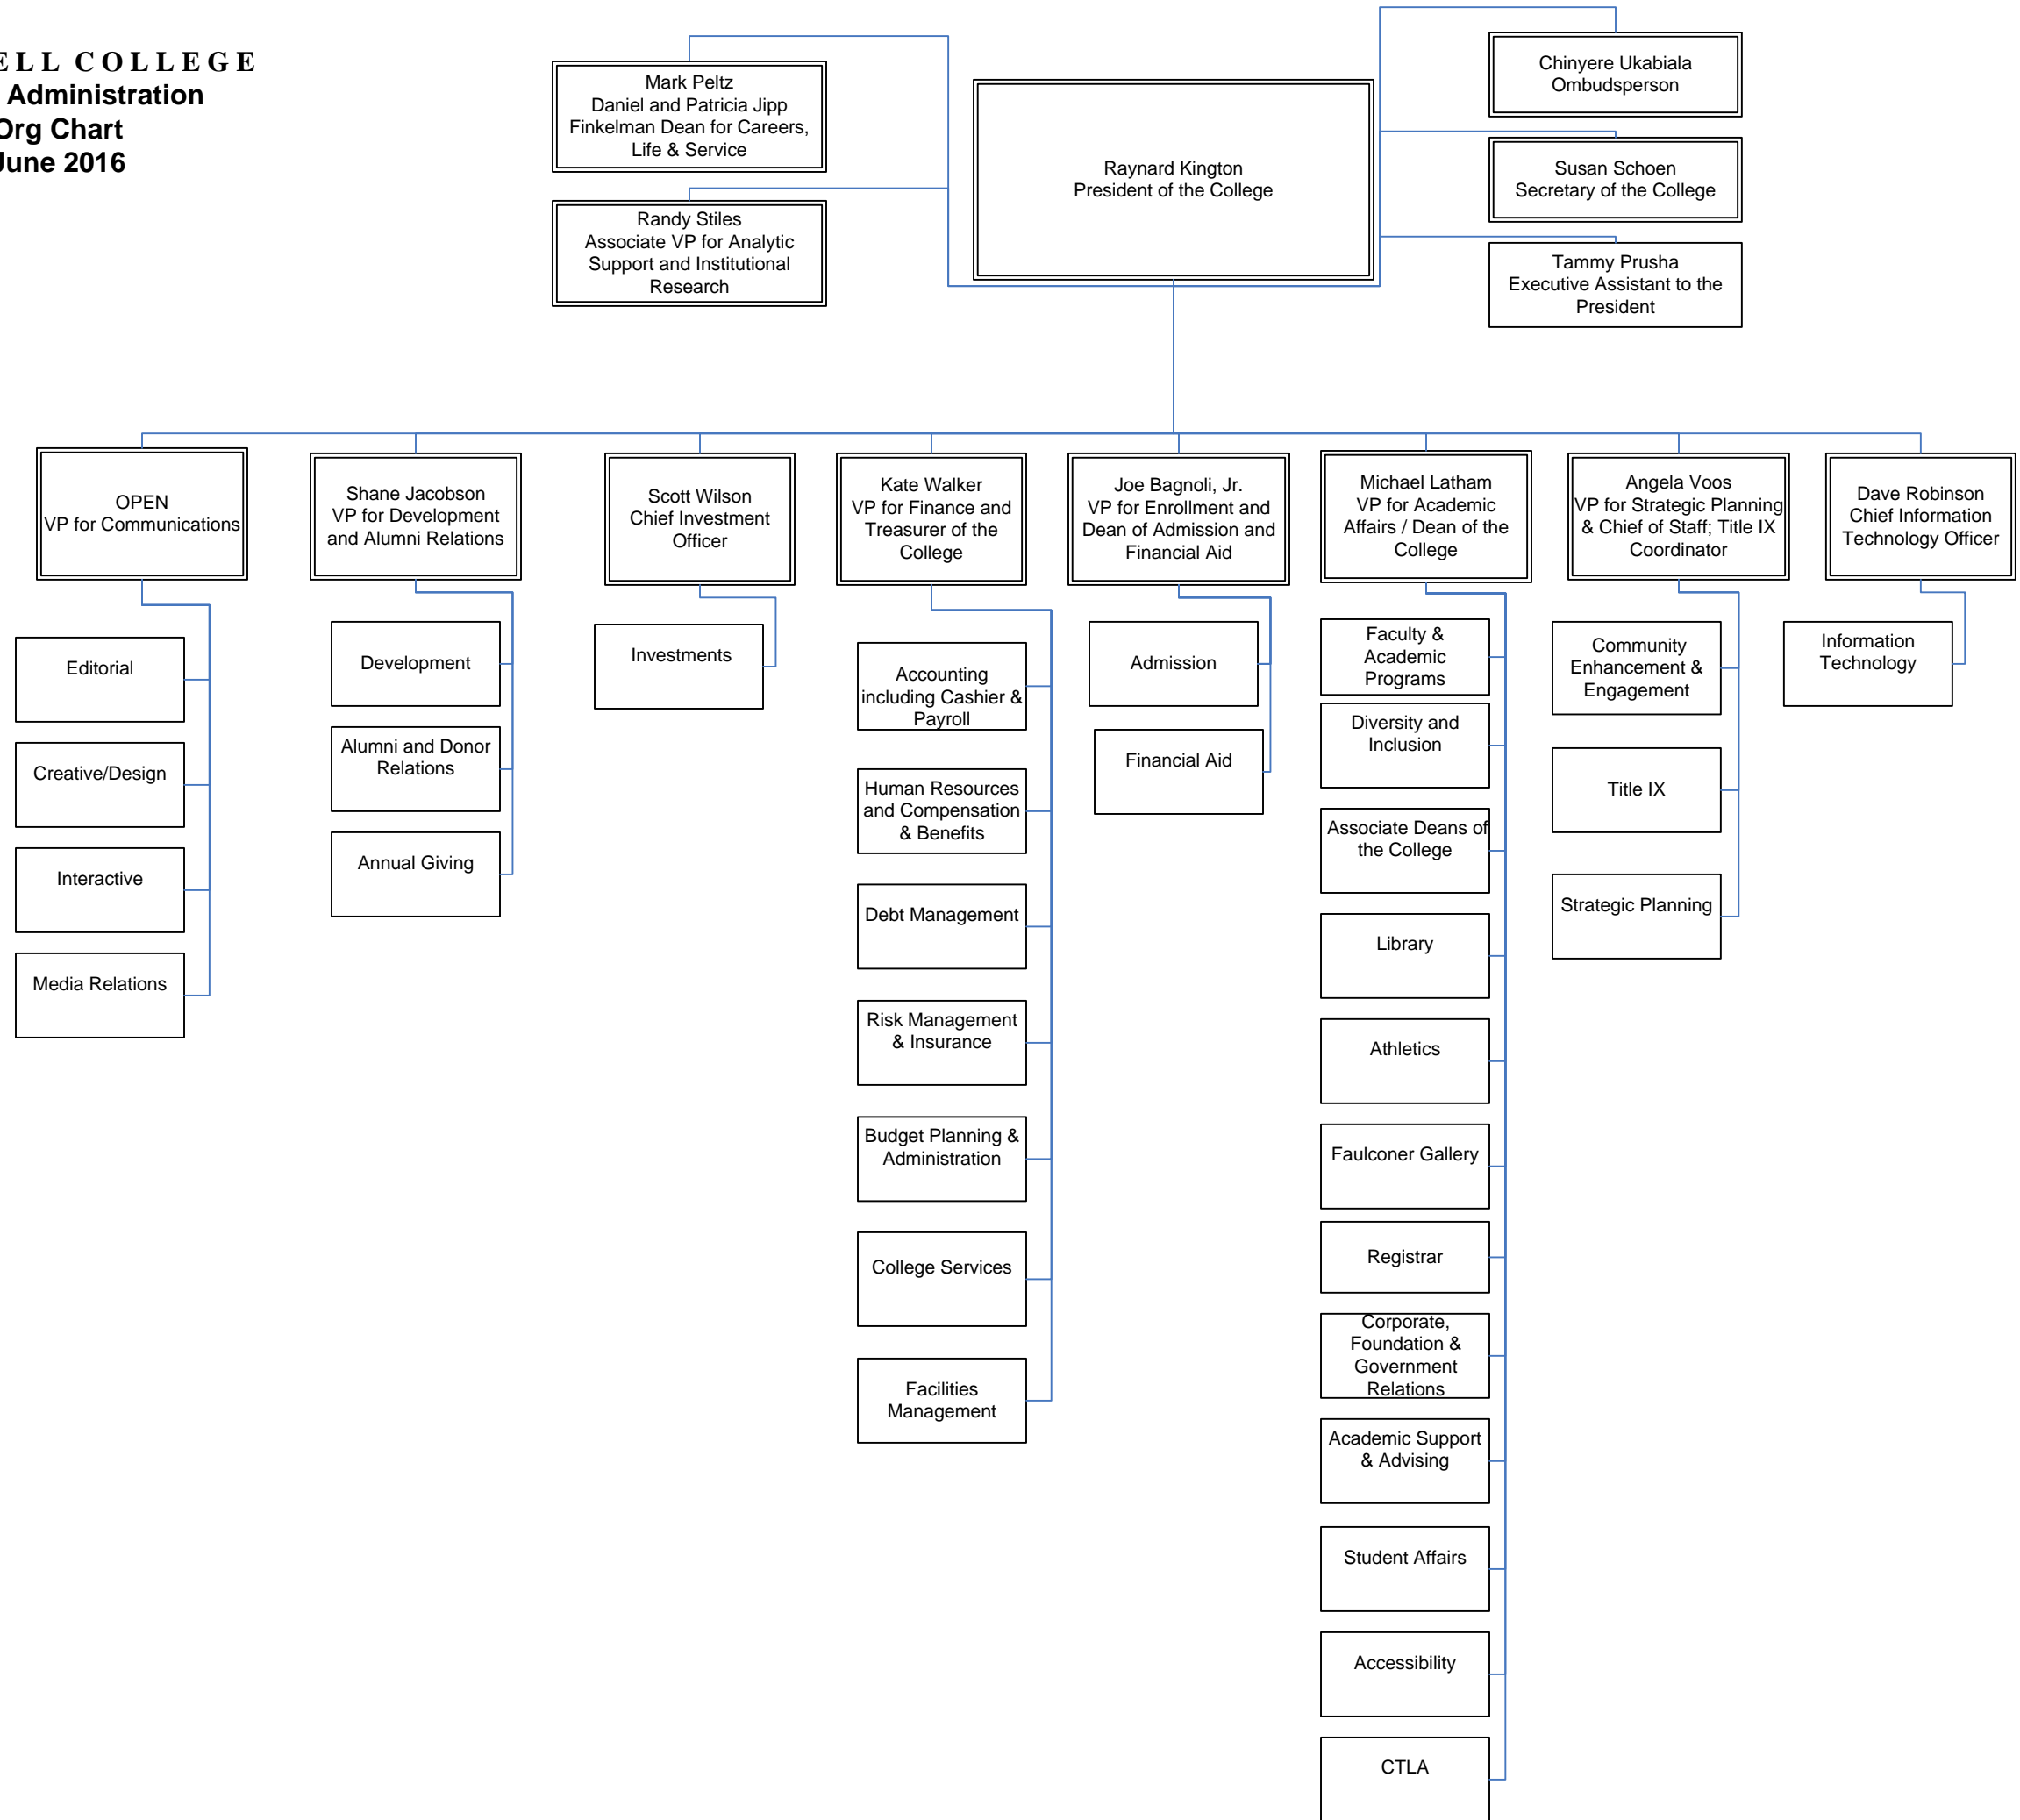 ELL COLLEGE
Administration
Org Chart
June 2016
Mark Peltz
Daniel and Patricia Jipp
Finkelman Dean for Careers,
Life & Service
Randy Stiles
Associate VP for Analytic
Support and Institutional
Research
Raynard Kington
President of the College
Chinyere Ukabiala
Ombudsperson
Susan Schoen
Secretary of the College
Tammy Prusha
Executive Assistant to the
President
OPEN
VP for Communications
Shane Jacobson
VP for Development
and Alumni Relations
Scott Wilson
Chief Investment
Officer
Kate Walker
VP for Finance and
Treasurer of the
College
Joe Bagnoli, Jr.
VP for Enrollment and
Dean of Admission and
Financial Aid
Michael Latham
VP for Academic
Affairs / Dean of the
College
Angela Voos
VP for Strategic Planning
& Chief of Staff; Title IX
Coordinator
Dave Robinson
Chief Information
Technology Officer
Editorial
Creative/Design
Interactive
Media Relations
Development
Alumni and Donor
Relations
Annual Giving
Investments
Accounting
including Cashier &
Payroll
Human Resources
and Compensation
& Benefits
Debt Management
Risk Management
& Insurance
Budget Planning &
Administration
College Services
Facilities
Management
Admission
Financial Aid
Faculty &
Academic
Programs
Diversity and
Inclusion
Associate Deans of
the College
Library
Athletics
Faulconer Gallery
Registrar
Corporate,
Foundation &
Government
Relations
Academic Support
& Advising
Student Affairs
Accessibility
CTLA
Community
Enhancement &
Engagement
Title IX
Strategic Planning
Information
Technology